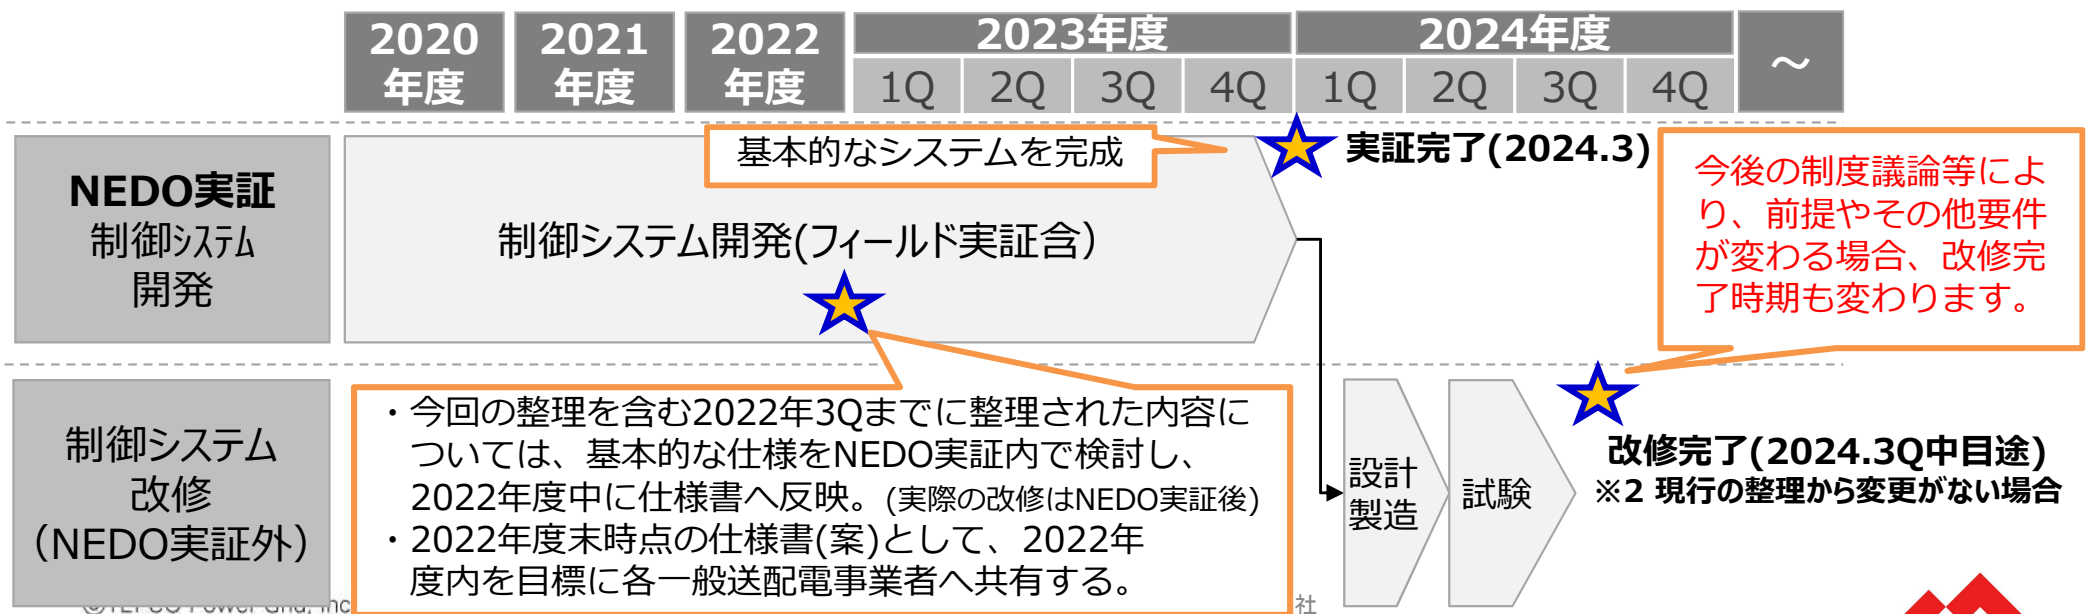 2020
年度
2021
年度
2022
年度
2023年度
1Q 2Q 3Q 4Q
2024年度
1Q 2Q 3Q 4Q
～
NEDO実証
制御システム
開発
基本的なシステムを完成
実証完了(2024.3)
制御システム開発(フィールド実証含)
今後の制度議論等によ
り、前提やその他要件
が変わる場合、改修完
了時期も変わります。
制御システム
改修
(NEDO実証外)
・今回の整理を含む2022年3Qまでに整理された内容に
ついては、基本的な仕様をNEDO実証内で検討し、
2022年度中に仕様書へ反映。(実際の改修はNEDO実証後)
・2022年度末時点の仕様書(案)として、2022年
度内を目標に各一般送配電事業者へ共有する。
設計
製造
試験
改修完了(2024.3Q中目途)
※2 現行の整理から変更がない場合
©TEPCO Power Grid, Inc
社